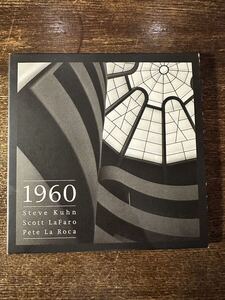 1960
Steve Kuhn
Scott LaFaro
Pete La Roca